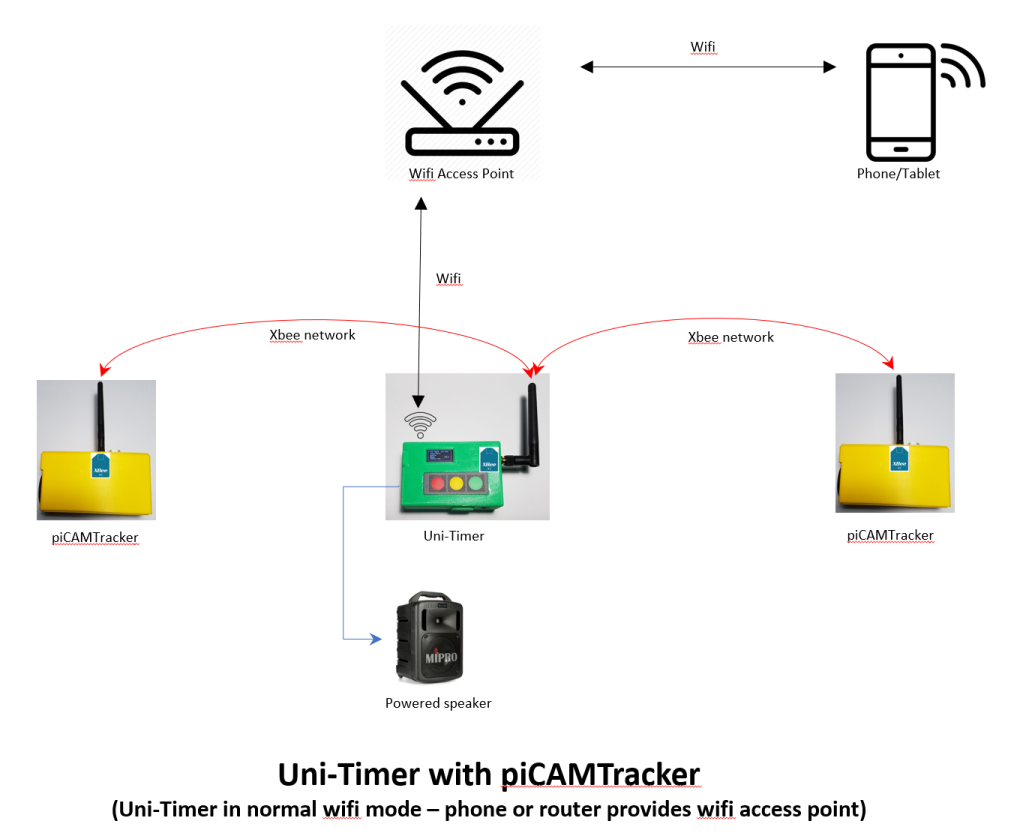 Wifi
Wifi Access Point
Phone/Tablet
Wifi
Xbee network
Xbee network
XBee
XBee
XBee
piCAMTracker
Uni-Timer
piCAMTracker
MIPRO
Powered speaker
Uni-Timer with piCAMTracker
(Uni-Timer in normal wifi mode – phone or router provides wifi access point)